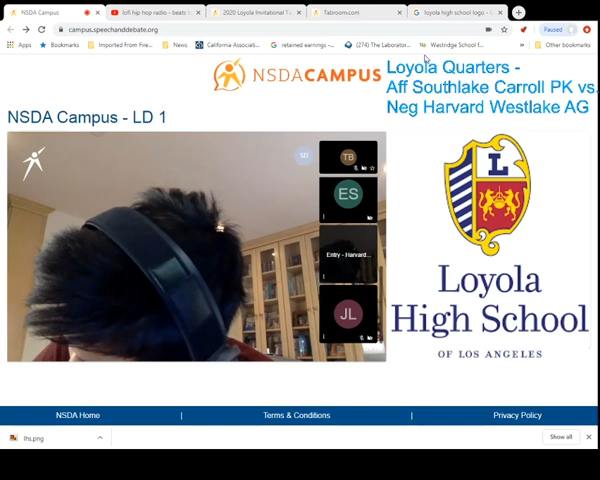 NSDA Campus
lofi hip hop radio - beats t
2020 Loyola Invitational T
Tabroom.com
loyola high school logo - G
campus.speechanddebate.org
Paused
Apps
Bookmarks
Imported From Fire
News
California Associati...
retained earnings -...
(274) The Laborator...
Westridge School f...
Other bookmarks
NSDACAMPUS
Loyola Quarters -
Aff Southlake Carroll PK vs.
Neg Harvard Westlake AG
NSDA Campus - LD 1
SD
TB
ES
Entry - Harvard...
JL
L
Loyola
High School
OF LOS ANGELES
NSDA Home | Terms & Conditions | Privacy Policy
lhs.png
Show all